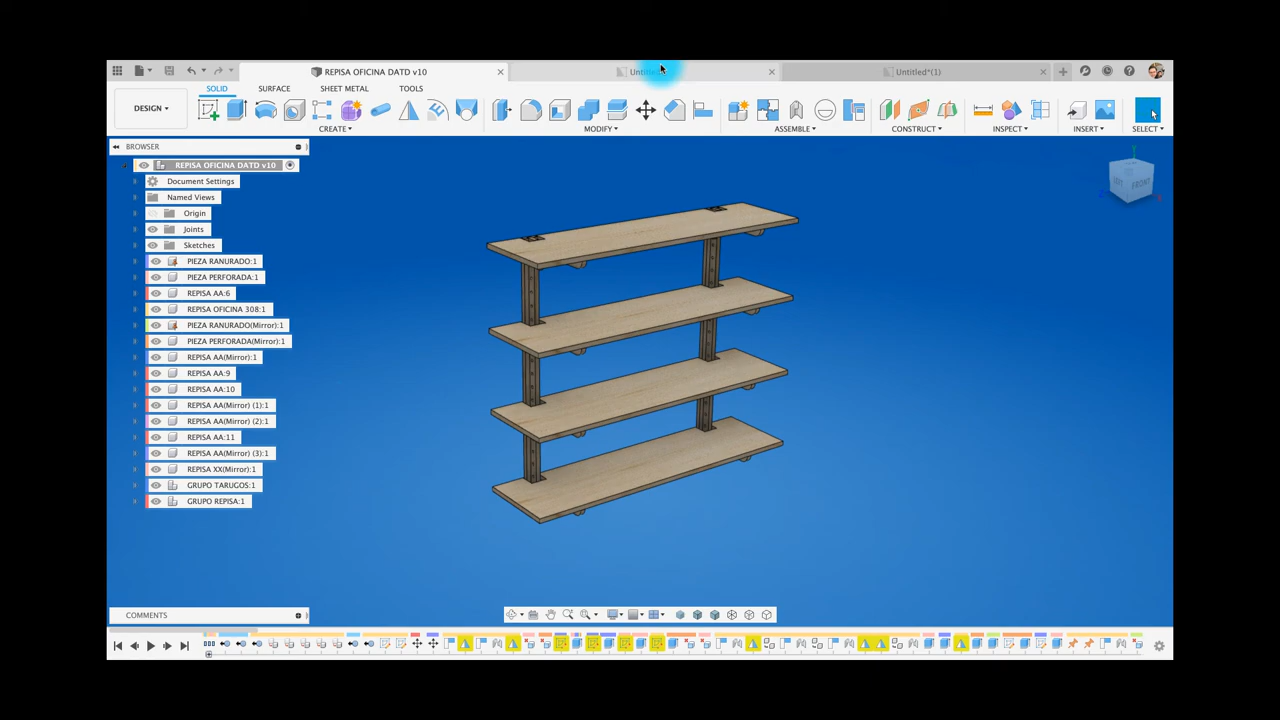 REPISA OFICINA DATD v10
Untitled*(1)
SOLID
SURFACE
SHEET METAL
TOOLS
DESIGN
CREATE
MODIFY
ASSEMBLE
CONSTRUCT
INSPECT
INSERT
SELECT
BROWSER
REPISA OFICINA DATD v10
Document Settings
Named Views
Origin
Joints
Sketches
PIEZA RANURADO:1
PIEZA PERFORADA:1
REPISA AA:6
REPISA OFICINA 308:1
PIEZA RANURADO(Mirror):1
PIEZA PERFORADA(Mirror):1
REPISA AA(Mirror):1
REPISA AA:9
REPISA AA:10
REPISA AA(Mirror) (1):1
REPISA AA(Mirror) (2):1
REPISA AA:11
REPISA AA(Mirror) (3):1
REPISA XX(Mirror):1
GRUPO TARUGOS:1
GRUPO REPISA:1
FRONT
COMMENTS